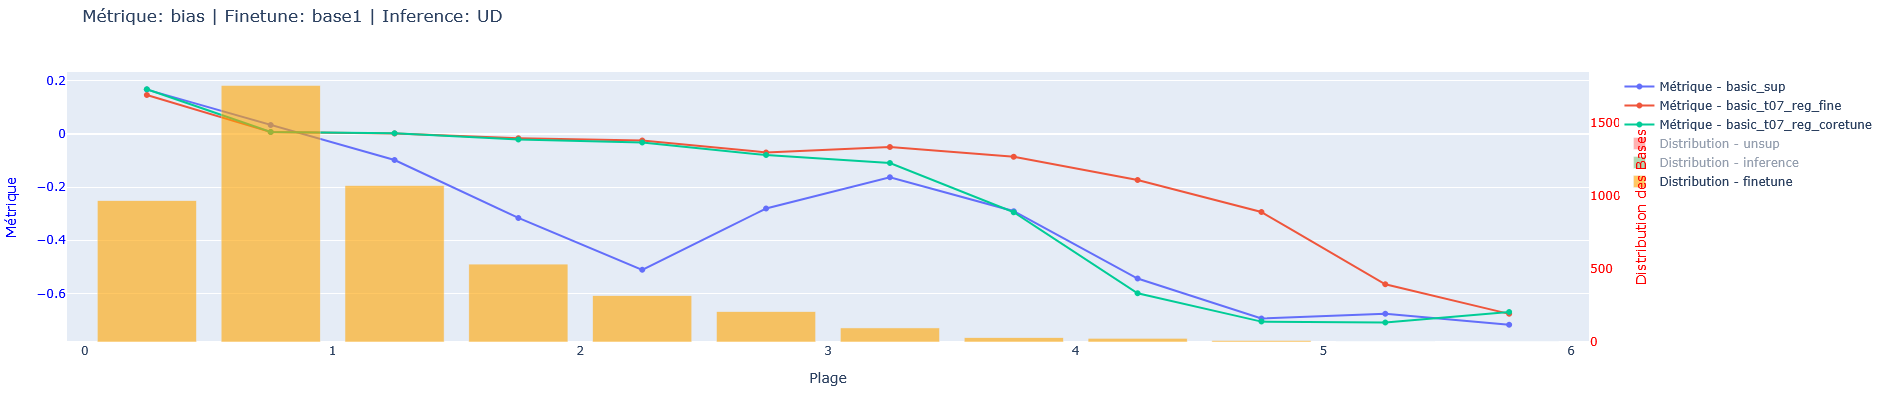 Métrique: bias | Finetune: base1 | Inference: UD
Métrique
0.2
0
−0.2
−0.4
−0.6
0
1
2
3
4
5
6
Plage
1500
1000
500
0
Distribution des Bases
Métrique - basic_sup
Métrique - basic_t07_reg_fine
Métrique - basic_t07_reg_coretune
Distribution - unsup
Distribution - inference
Distribution - finetune